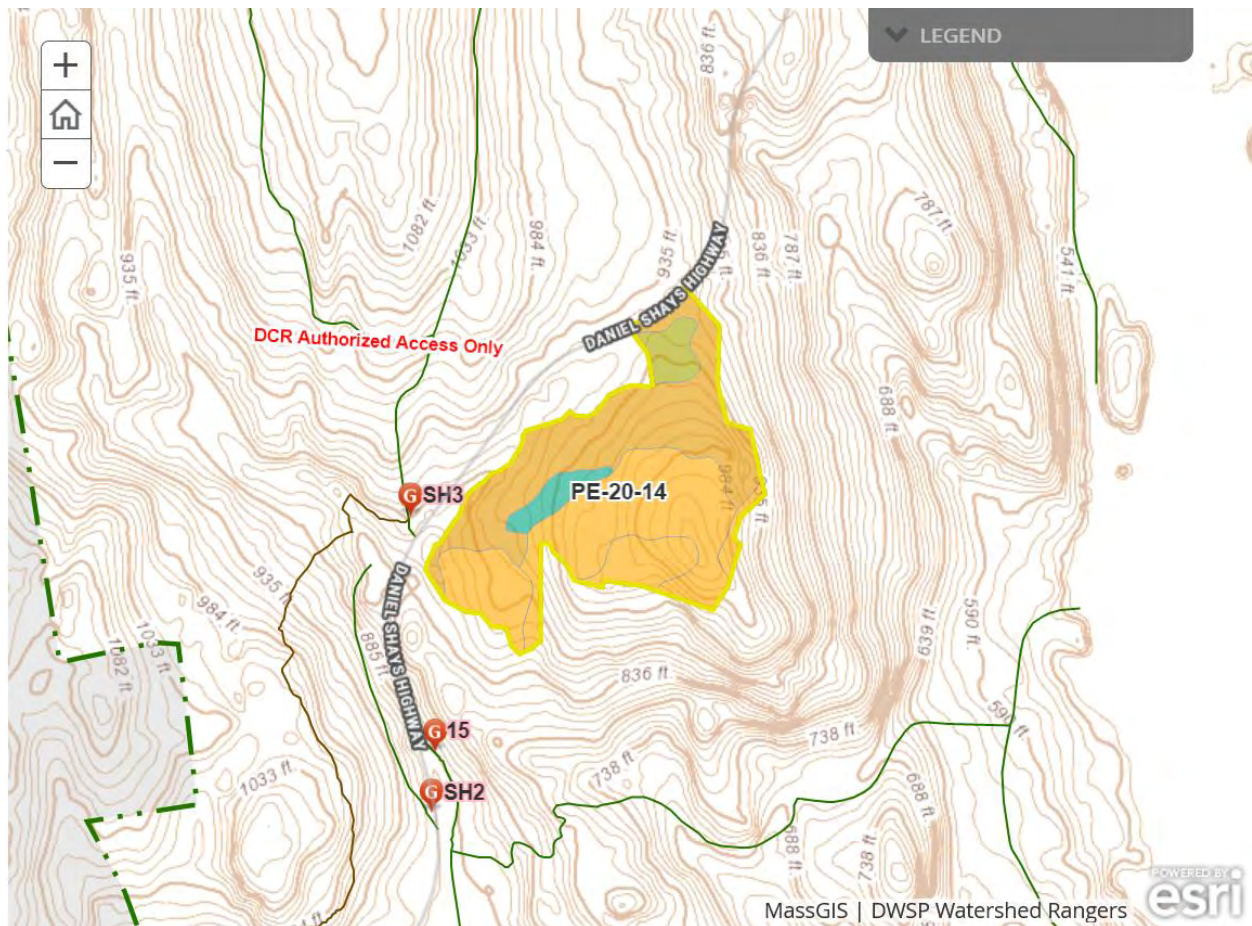 LEGEND
+
−
836 ft.
787 ft.
1082 ft
1033 ft.
984 ft.
935 ft
836 ft
787 ft.
935 ft.
541 ft
DANIEL SHAYS HIGHWAY
DCR Authorized Access Only
688 ft
G SH3
PE-20-14
984 ft
935 ft.
935 ft
984 ft.
DANIEL SHAYS HIGHWAY
885 ft
1082 ft
1033 ft.
836 ft.
639 ft
590 ft.
590 ft.
G 15
738 ft.
738 ft
1033 ft.
G SH2
688 ft
688 ft
738 ft
POWERED BY
esri
MassGIS | DWSP Watershed Rangers